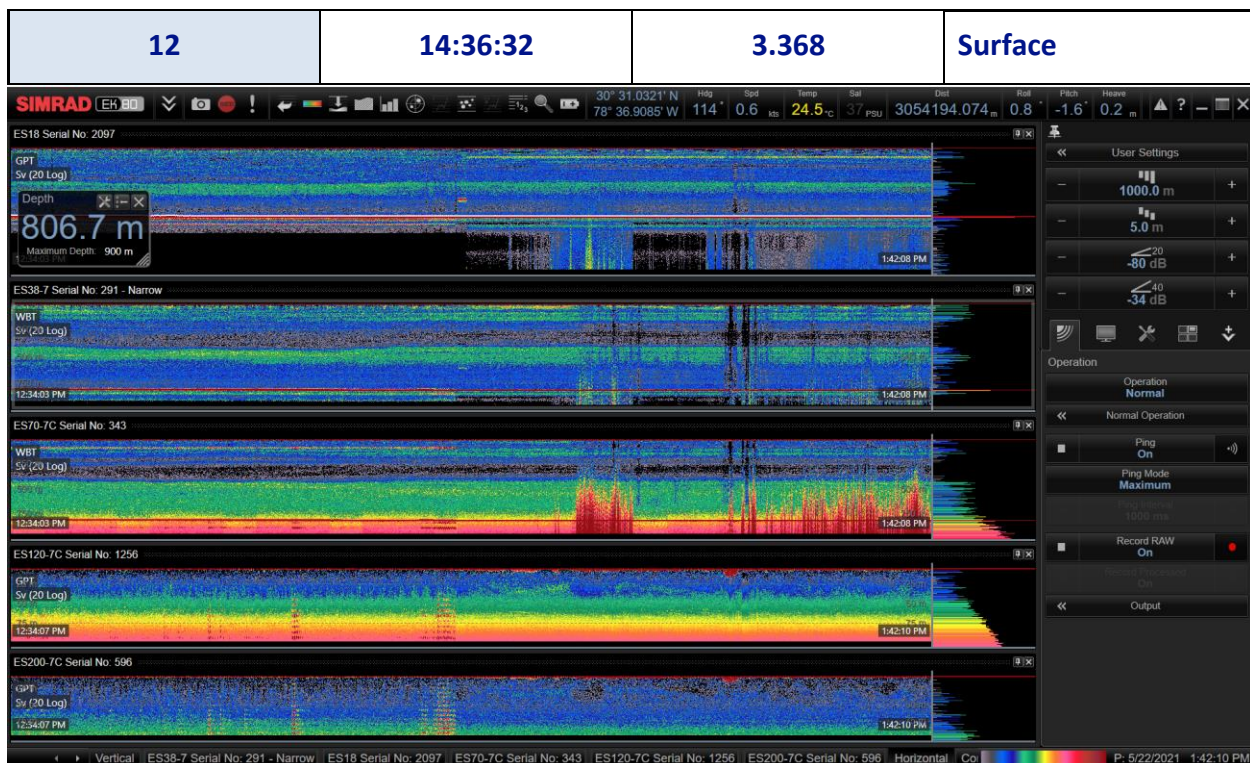 12 14:36:32 3.368 Surface
SIMRAD EK80 30° 31.0321' N 78° 36.9085' W Hdg 114° Spd 0.6 kts Temp 24.5 °C Sal 37 PSU Dist 3054194.074 m Roll 0.8 ° Pitch -1.6° Heave 0.2 m
ES18 Serial No: 2097
GPT
Sv (20 Log)
Depth
806.7 m
Maximum Depth: 900 m
12:34:03 PM 1:42:08 PM
ES38-7 Serial No: 291 - Narrow
WBT
Sv (20 Log)
12:34:03 PM 1:42:08 PM
ES70-7C Serial No: 343
WBT
Sv (20 Log)
12:34:03 PM 1:42:08 PM
ES120-7C Serial No: 1256
GPT
Sv (20 Log)
75 m
12:34:07 PM 1:42:10 PM
ES200-7C Serial No: 596
GPT
Sv (20 Log)
12:34:07 PM 1:42:10 PM
User Settings
1000.0 m
5.0 m
20
-80 dB
40
-34 dB
Operation
Operation
Normal
Normal Operation
Ping
On
Ping Mode
Maximum
Ping Interval
1000 ms
Record RAW
On
Record Processed
On
Output
Vertical ES38-7 Serial No: 291 - Narrow ES18 Serial No: 2097 ES70-7C Serial No: 343 ES120-7C Serial No: 1256 ES200-7C Serial No: 596 Horizontal P: 5/22/2021 1:42:10 PM